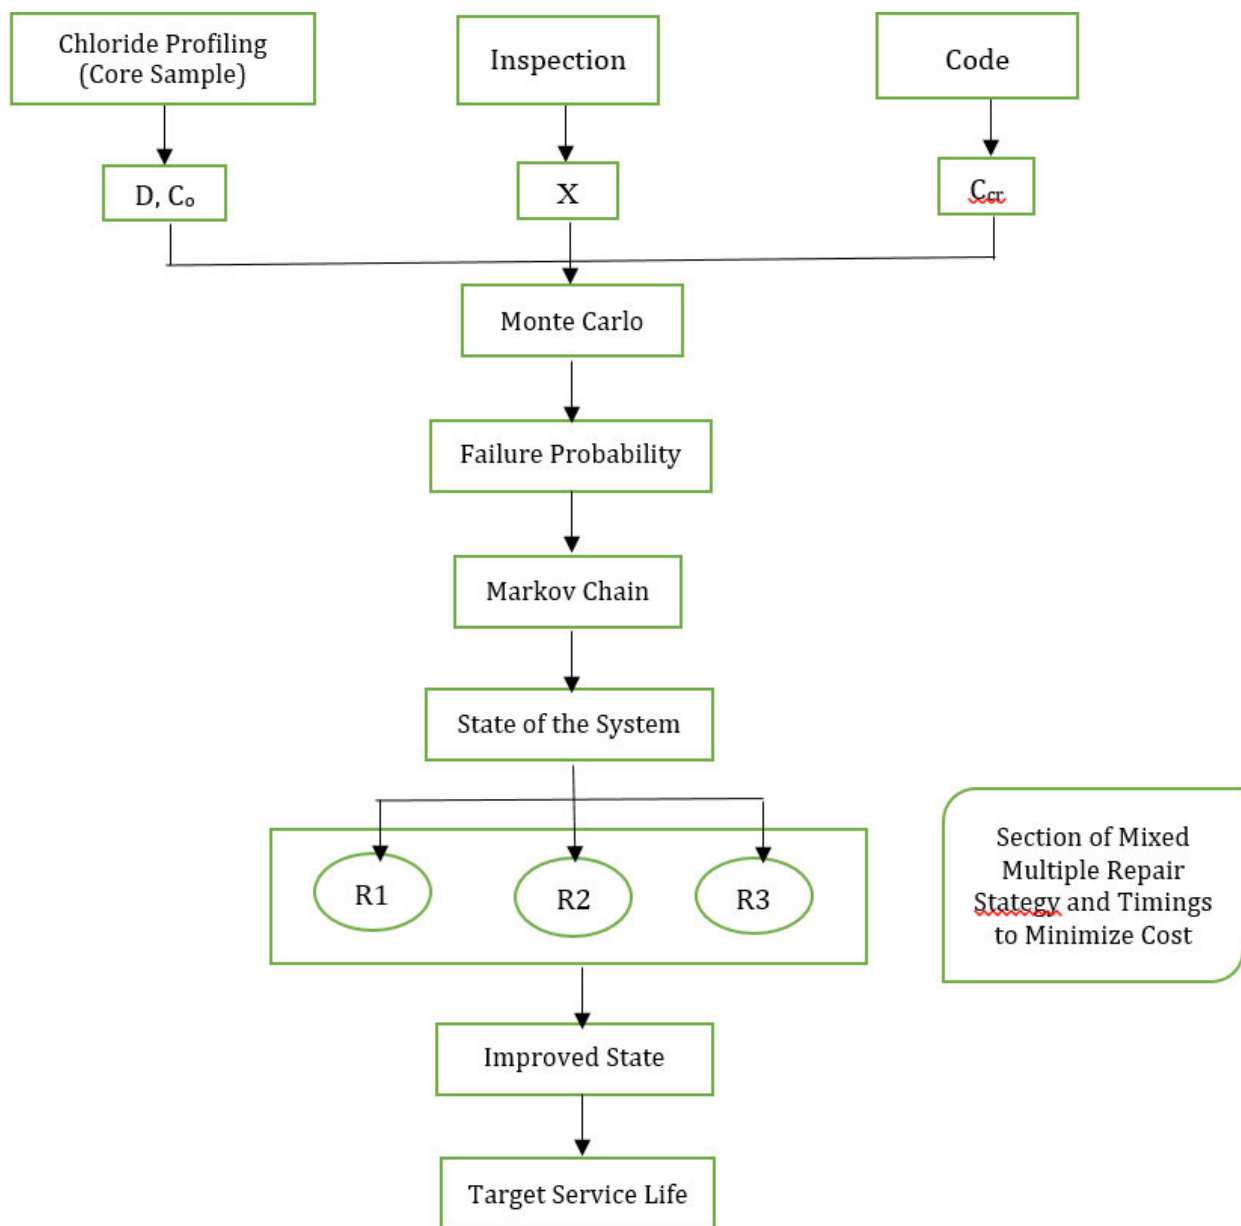 Chloride Profiling
(Core Sample)
Inspection
Code
D, Cₒ
X
Ccr
Monte Carlo
Failure Probability
Markov Chain
State of the System
R1
R2
R3
Section of Mixed
Multiple Repair
Stategy and Timings
to Minimize Cost
Improved State
Target Service Life